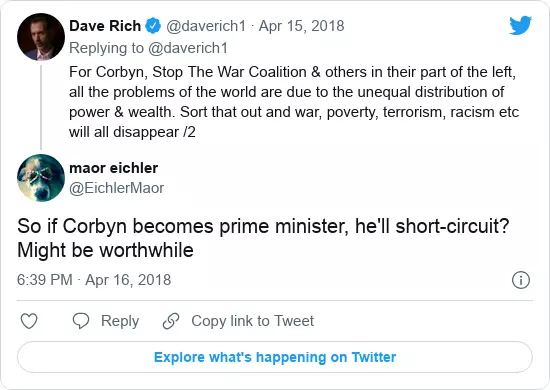 Dave Rich @daverich1 · Apr 15, 2018
Replying to @daverich1
For Corbyn, Stop The War Coalition & others in their part of the left,
all the problems of the world are due to the unequal distribution of
power & wealth. Sort that out and war, poverty, terrorism, racism etc
will all disappear /2
maor eichler
@EichlerMaor
So if Corbyn becomes prime minister, he'll short-circuit?
Might be worthwhile
6:39 PM · Apr 16, 2018
Reply Copy link to Tweet
Explore what's happening on Twitter